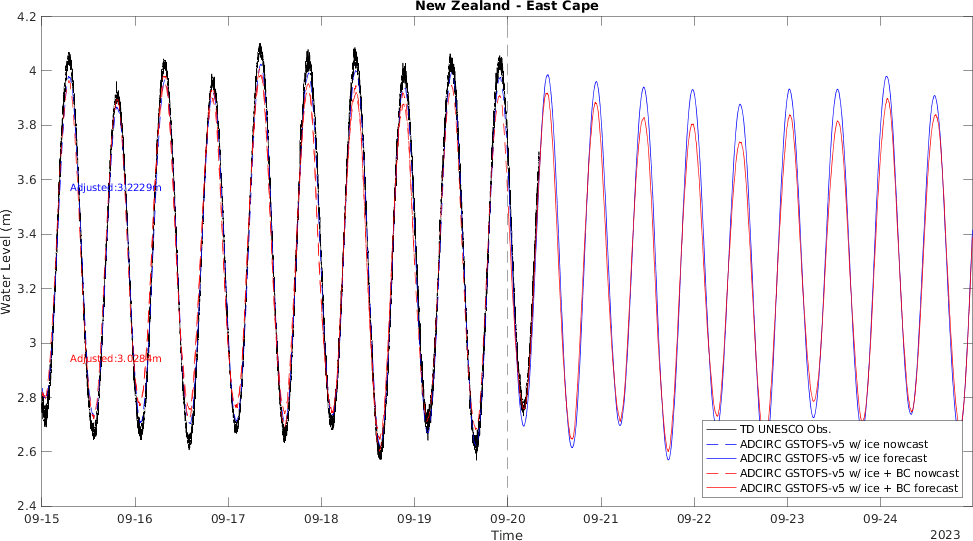 New Zealand - East Cape
4.2
4
3.8
3.6
3.4
3.2
3
2.8
2.6
2.4
Water Level (m)
Adjusted:3.2229m
Adjusted:3.0284m
TD UNESCO Obs.
ADCIRC GSTOFS-v5 w/ ice nowcast
ADCIRC GSTOFS-v5 w/ ice forecast
ADCIRC GSTOFS-v5 w/ ice + BC nowcast
ADCIRC GSTOFS-v5 w/ ice + BC forecast
09-15 09-16 09-17 09-18 09-19 09-20 09-21 09-22 09-23 09-24
Time
2023